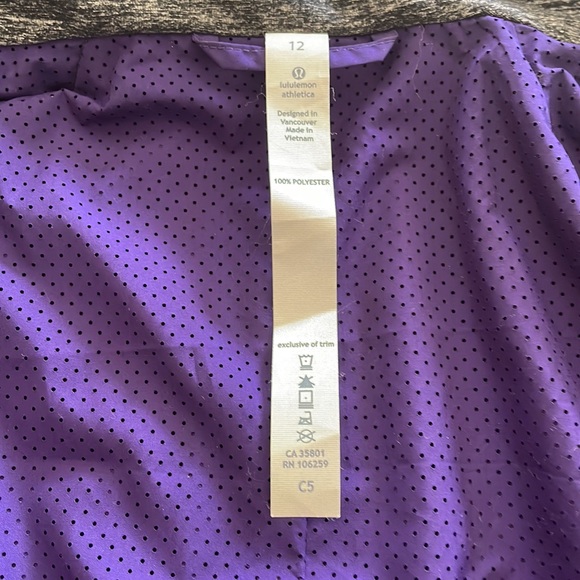 12
lululemon
athletica
Designed in
Vancouver
Made in
Vietnam
100% POLYESTER
exclusive of trim
CA 35801
RN 106259
C5